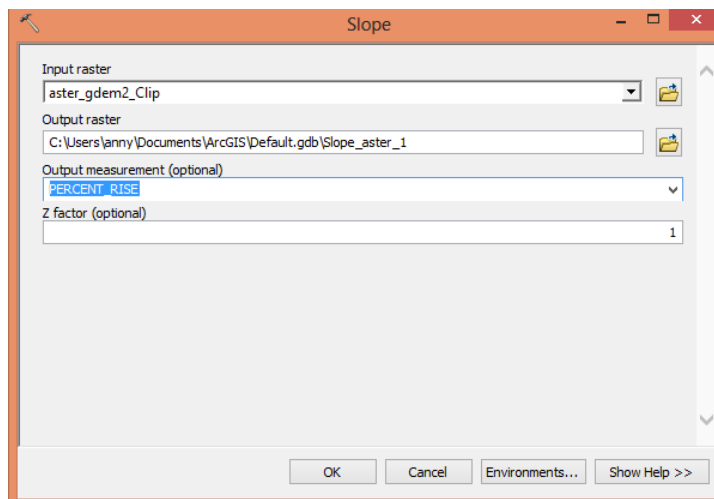 Slope
Input raster
aster_gdem2_Clip
Output raster
C:\Users\anny\Documents\ArcGIS\Default.gdb\Slope_aster_1
Output measurement (optional)
PERCENT_RISE
Z factor (optional)
1
OK Cancel Environments... Show Help >>